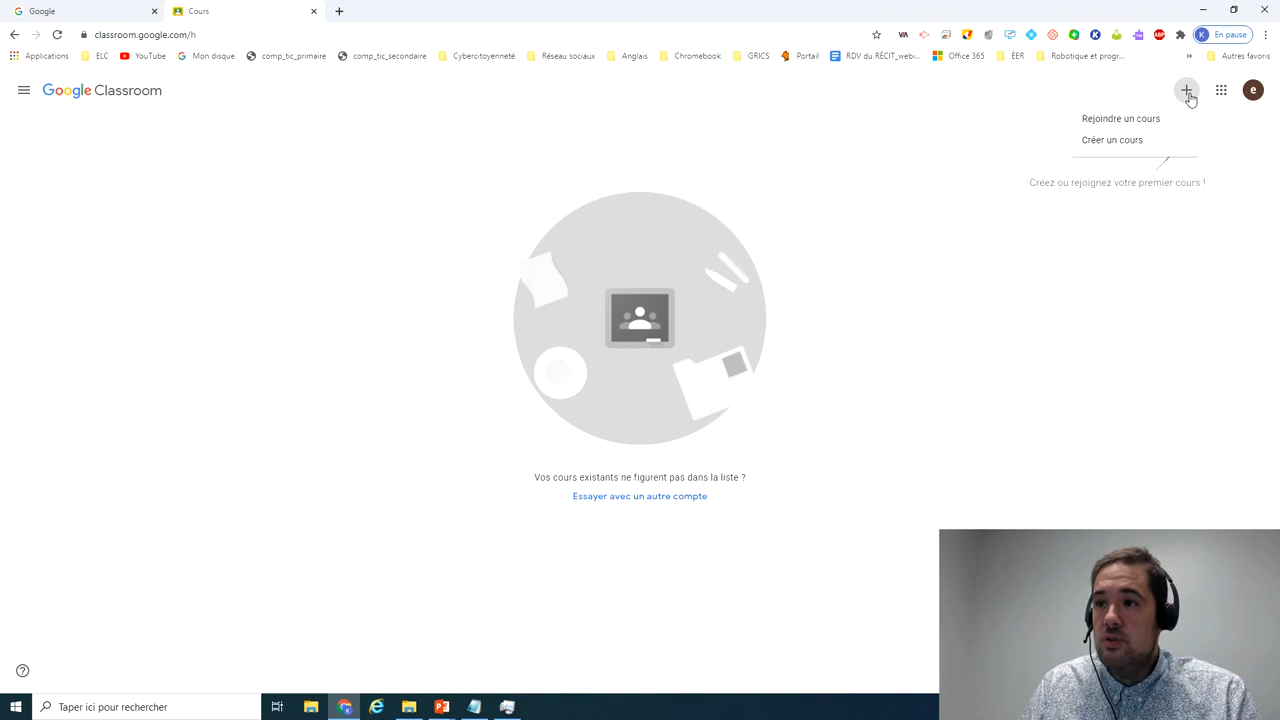 Google
Cours
classroom.google.com/h
ABP
K En pause
Applications ELC YouTube Mon disque comp_tic_primaire comp_tic_secondaire Cybercitoyenneté Réseau sociaux Anglais Chromebook GRICS Portail RDV du RÉCIT_webi... Office 365 ÉER Robotique et progr... » Autres favoris
Google Classroom
e
Rejoindre un cours
Créer un cours
Créez ou rejoignez votre premier cours !
Vos cours existants ne figurent pas dans la liste ?
Essayer avec un autre compte
Taper ici pour rechercher